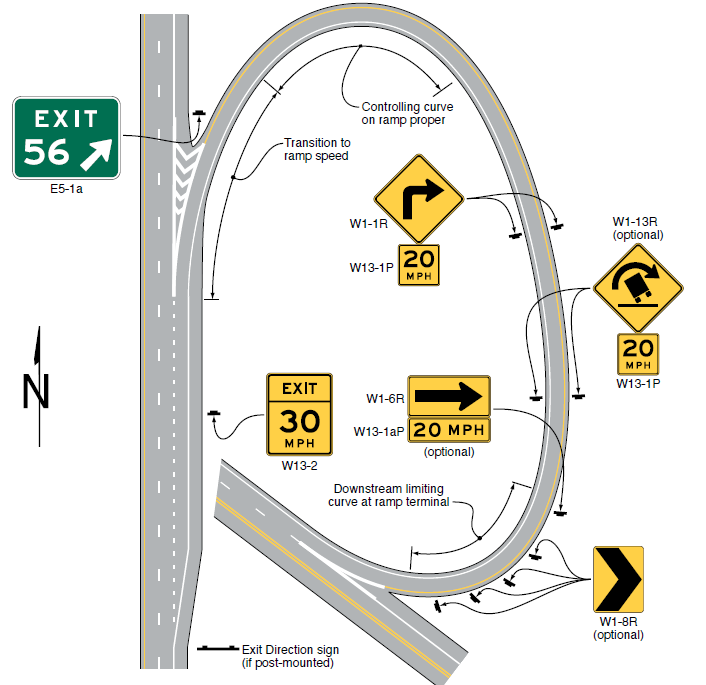 Controlling curve
on ramp proper
EXIT
56
E5-1a
Transition to
ramp speed
W1-1R
20
MPH
W13-1P
W1-13R
(optional)
20
MPH
W13-1P
N
EXIT
30
MPH
W13-2
W1-6R
W13-1aP
20 MPH
(optional)
Downstream limiting
curve at ramp terminal
W1-8R
(optional)
Exit Direction sign
(if post-mounted)